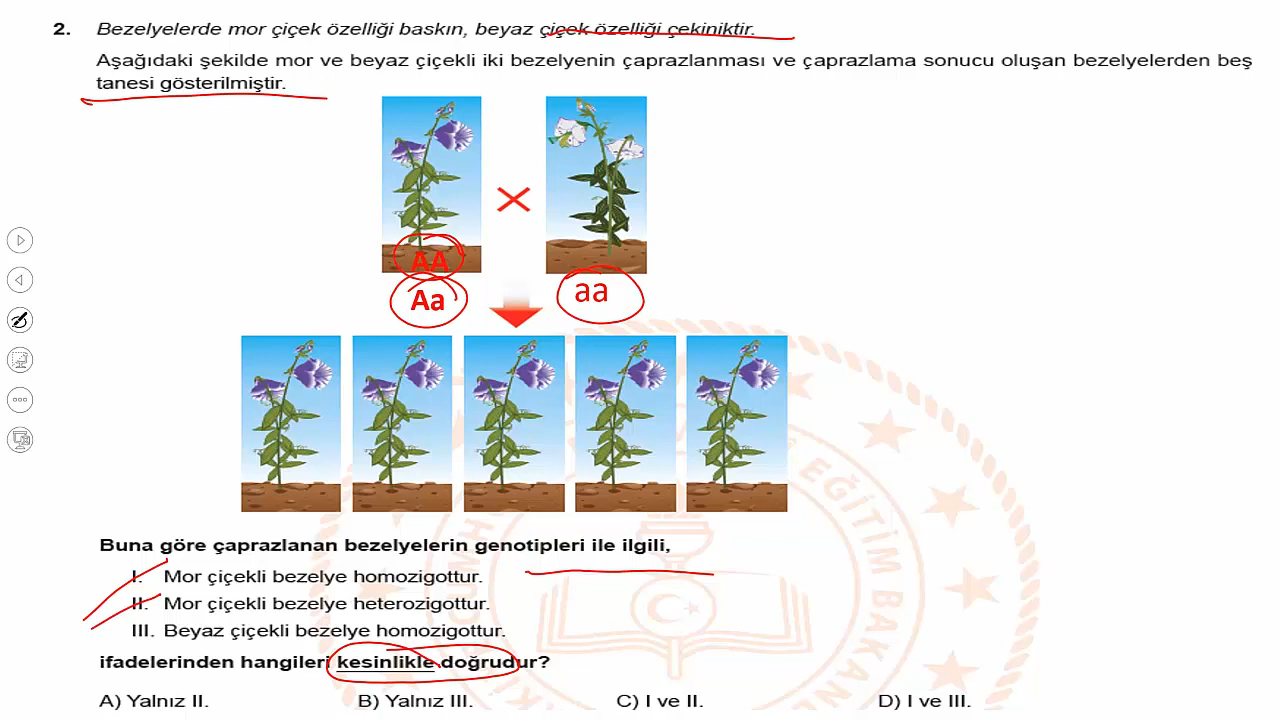 2. Bezelyelerde mor çiçek özelliği baskın, beyaz çiçek özelliği çekiniktir.
Aşağıdaki şekilde mor ve beyaz çiçekli iki bezelyenin çaprazlanması ve çaprazlama sonucu oluşan bezelyelerden beş
tanesi gösterilmiştir.
AA
Aa
aa
Buna göre çaprazlanan bezelyelerin genotipleri ile ilgili,
I. Mor çiçekli bezelye homozigottur.
II. Mor çiçekli bezelye heterozigottur.
III. Beyaz çiçekli bezelye homozigottur.
ifadelerinden hangileri kesinlikle doğrudur?
A) Yalnız II. B) Yalnız III. C) I ve II. D) I ve III.
EĞİTİM BAKAN